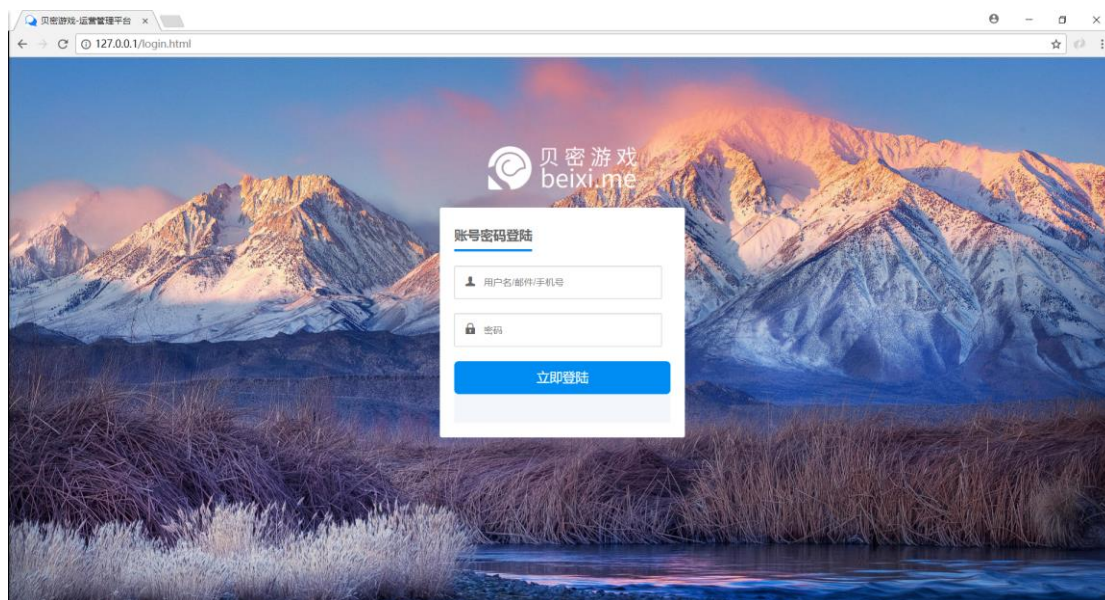 贝密游戏-运营管理平台
127.0.0.1/login.html
贝密游戏
beixi.me
账号密码登陆
用户名/邮件/手机号
密码
立即登陆